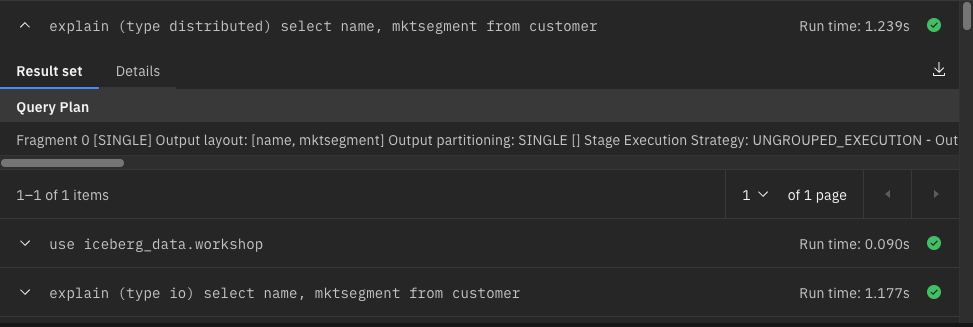 explain (type distributed) select name, mktsegment from customer Run time: 1.239s
Result set Details
Query Plan
Fragment 0 [SINGLE] Output layout: [name, mktsegment] Output partitioning: SINGLE [] Stage Execution Strategy: UNGROUPED_EXECUTION - Out
1–1 of 1 items 1 of 1 page
use iceberg_data.workshop Run time: 0.090s
explain (type io) select name, mktsegment from customer Run time: 1.177s